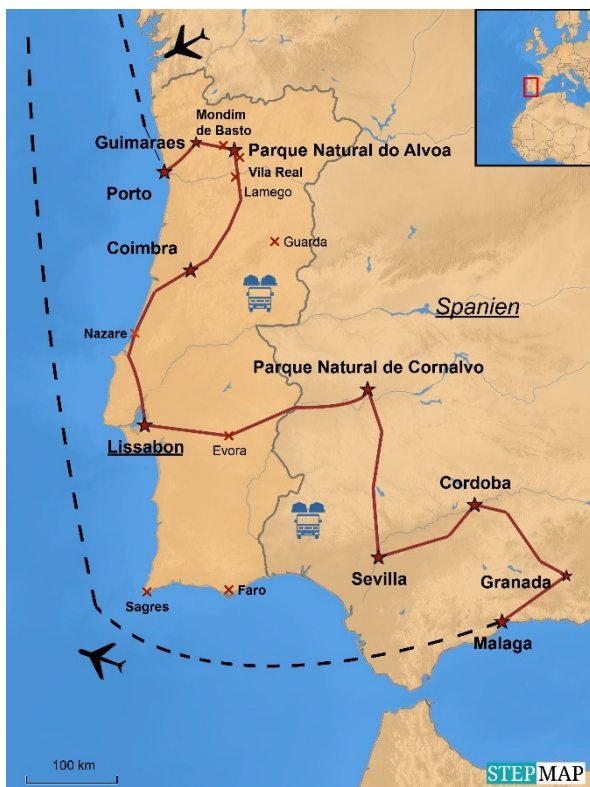 Mondim
de Basto
Guimaraes
Parque Natural do Alvoa
Vila Real
Porto
Lamego
Coimbra
Guarda
Spanien
Nazare
Parque Natural de Cornalvo
Lissabon
Evora
Cordoba
Sevilla
Granada
Sagres
Faro
Malaga
100 km
STEPMAP